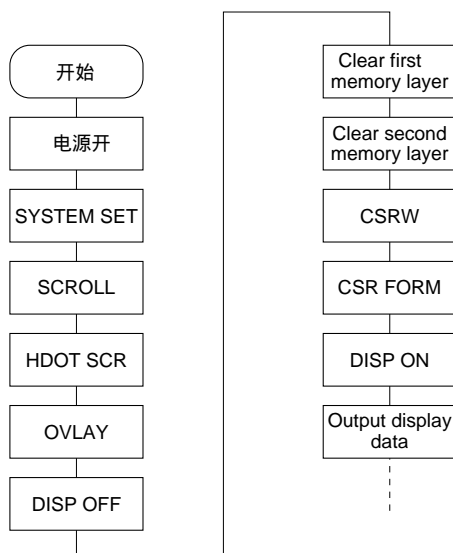 开始
电源开
SYSTEM SET
SCROLL
HDOT SCR
OVLAY
DISP OFF
Clear first
memory layer
Clear second
memory layer
CSRW
CSR FORM
DISP ON
Output display
data